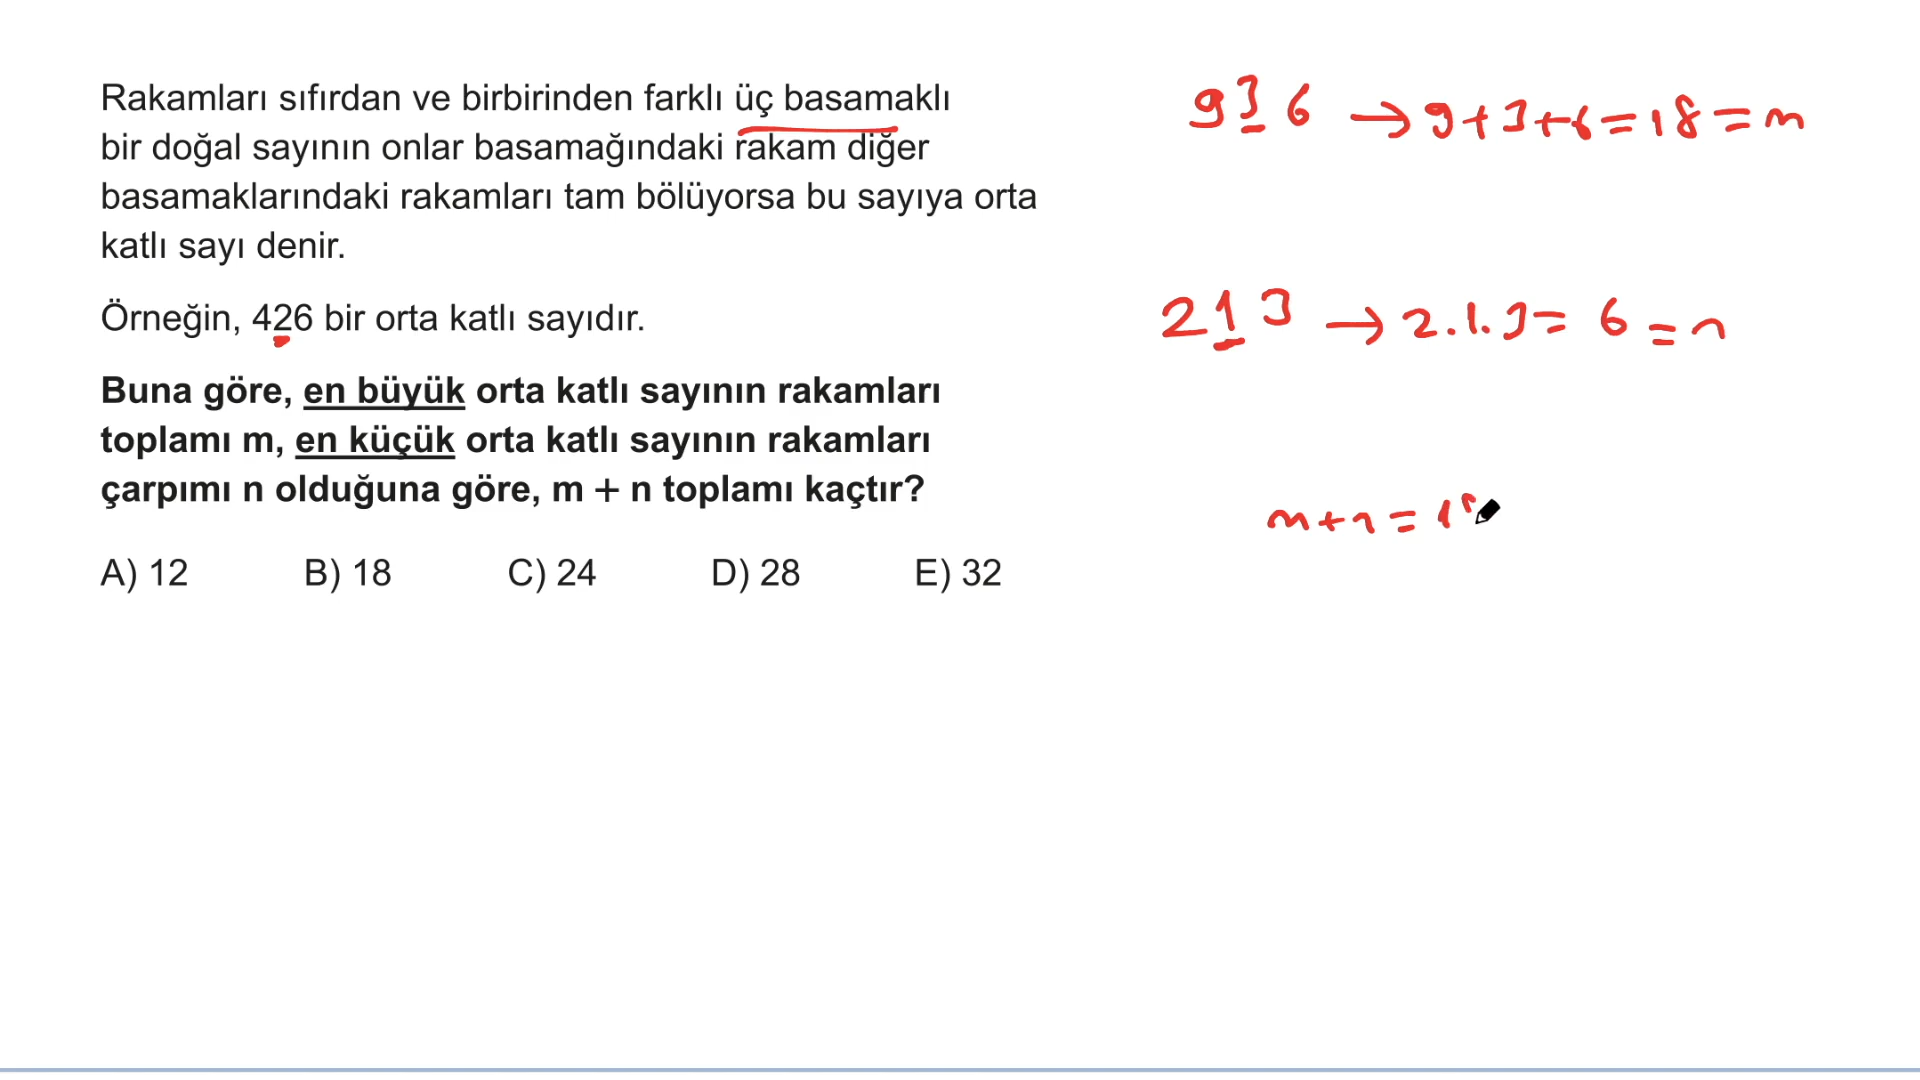 Rakamları sıfırdan ve birbirinden farklı üç basamaklı
bir doğal sayının onlar basamağındaki rakam diğer
basamaklarındaki rakamları tam bölüyorsa bu sayıya orta
katlı sayı denir.
Örneğin, 426 bir orta katlı sayıdır.
Buna göre, en büyük orta katlı sayının rakamları
toplamı m, en küçük orta katlı sayının rakamları
çarpımı n olduğuna göre, m + n toplamı kaçtır?
A) 12 B) 18 C) 24 D) 28 E) 32
936 → 9+3+6=18=m
213 → 2.1.3=6=n
m+n=1